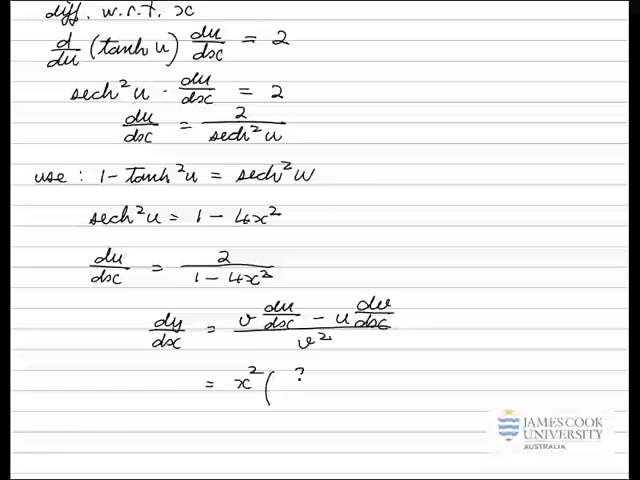 diff. w.r.t. x
d/du (tanh u) du/dx = 2
sech²u · du/dx = 2
du/dx = 2/sech²u
use : 1 - tanh²u = sech²u
sech²u = 1 - 4x²
du/dx = 2/1 - 4x²
dy/dx = v du/dx - u dv/dx / v²
= x² ( ?
JAMES COOK
UNIVERSITY
AUSTRALIA